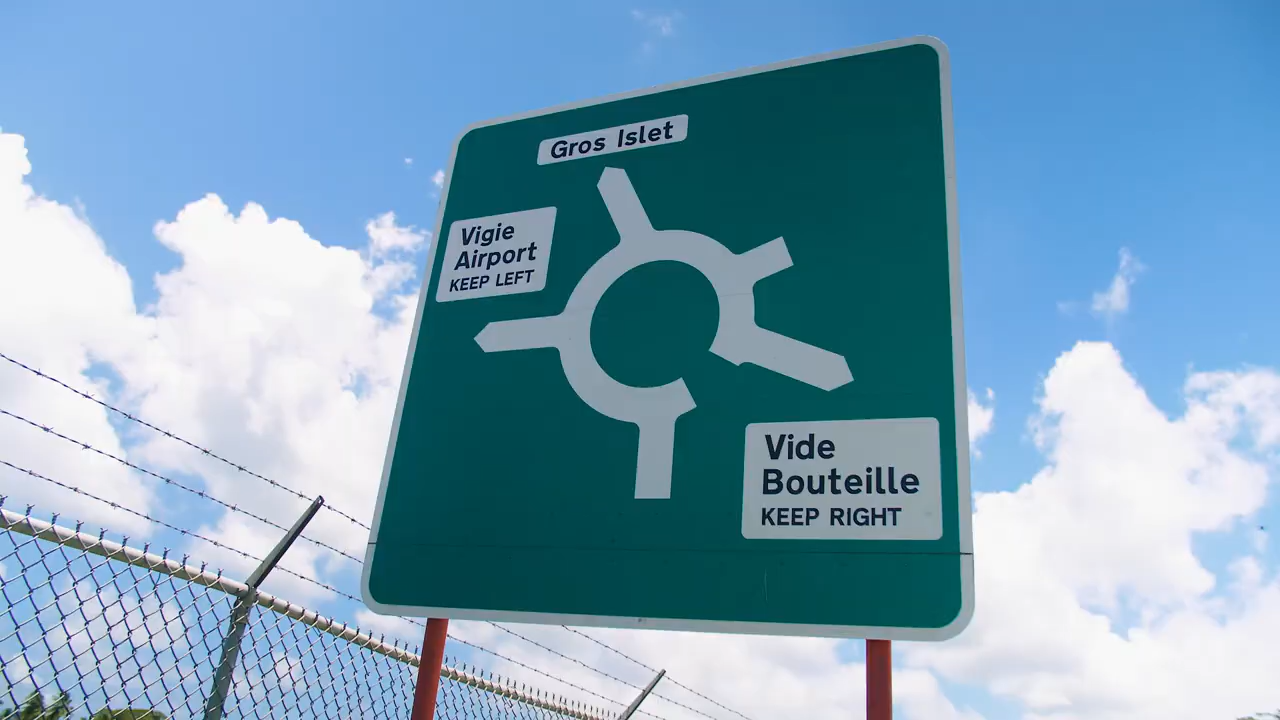 Gros Islet
Vigie
Airport
KEEP LEFT
Vide
Bouteille
KEEP RIGHT